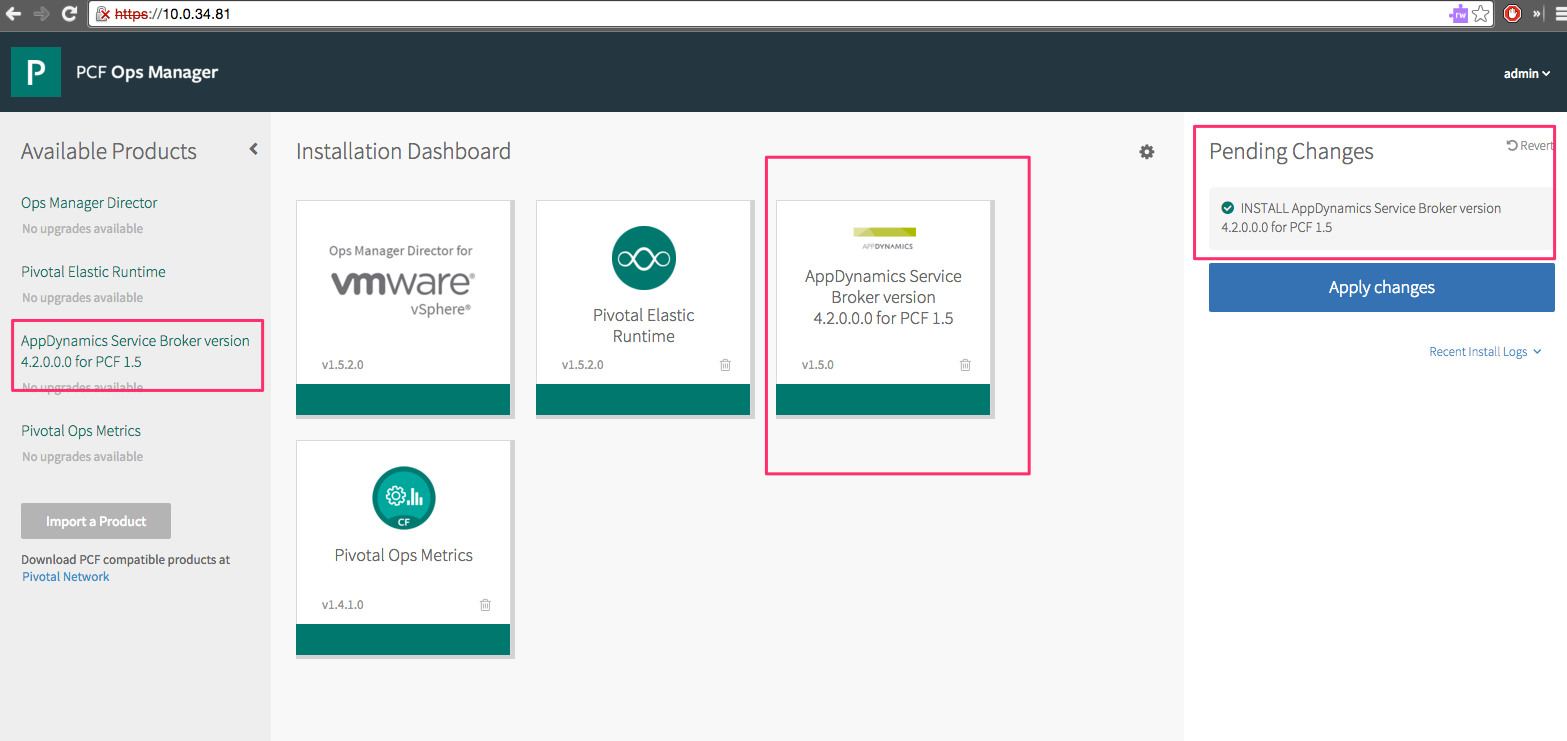 https://10.0.34.81
rw
P
PCF Ops Manager
admin
Available Products
Ops Manager Director
No upgrades available
Pivotal Elastic Runtime
No upgrades available
AppDynamics Service Broker version
4.2.0.0.0 for PCF 1.5
No upgrades available
Pivotal Ops Metrics
No upgrades available
Import a Product
Download PCF compatible products at
Pivotal Network
Installation Dashboard
Ops Manager Director for
vmware®
vSphere®
v1.5.2.0
Pivotal Elastic
Runtime
v1.5.2.0
APPDYNAMICS
AppDynamics Service
Broker version
4.2.0.0.0 for PCF 1.5
v1.5.0
CF
Pivotal Ops Metrics
v1.4.1.0
Pending Changes
Revert
INSTALL AppDynamics Service Broker version
4.2.0.0.0 for PCF 1.5
Apply changes
Recent Install Logs